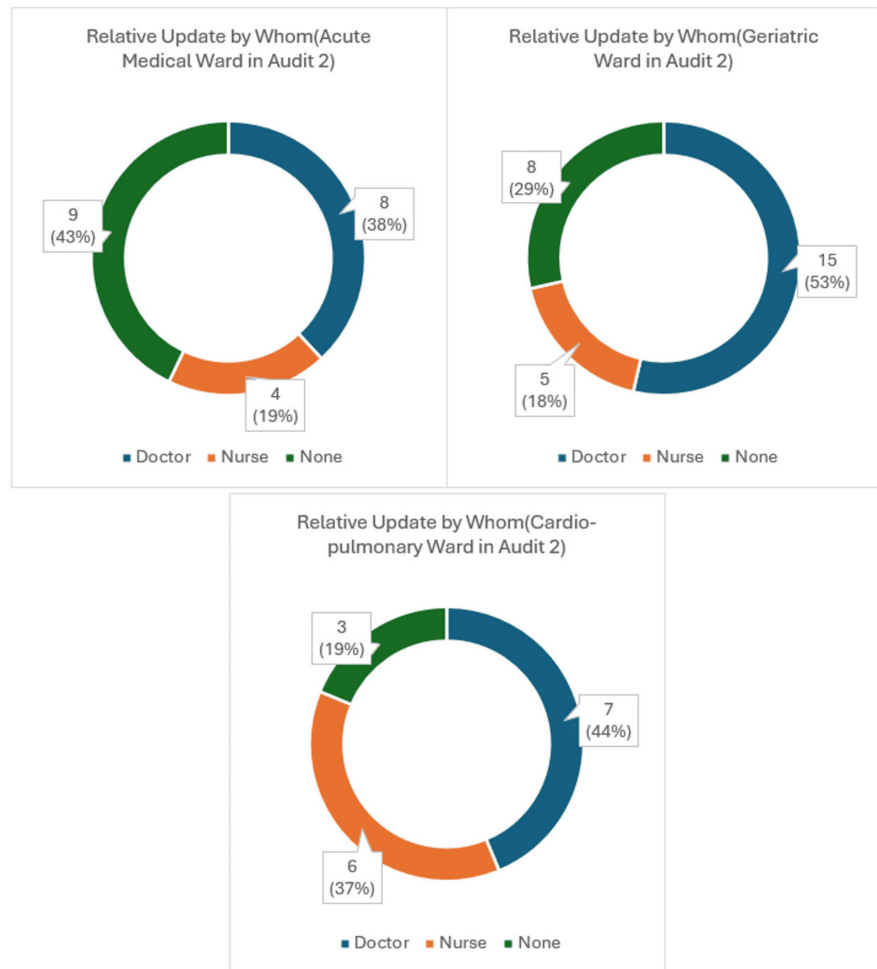 Relative Update by Whom(Acute
Medical Ward in Audit 2)
9
(43%)
8
(38%)
4
(19%)
Doctor Nurse None
Relative Update by Whom(Geriatric
Ward in Audit 2)
8
(29%)
15
(53%)
5
(18%)
Doctor Nurse None
Relative Update by Whom(Cardio-
pulmonary Ward in Audit 2)
3
(19%)
7
(44%)
6
(37%)
Doctor Nurse None